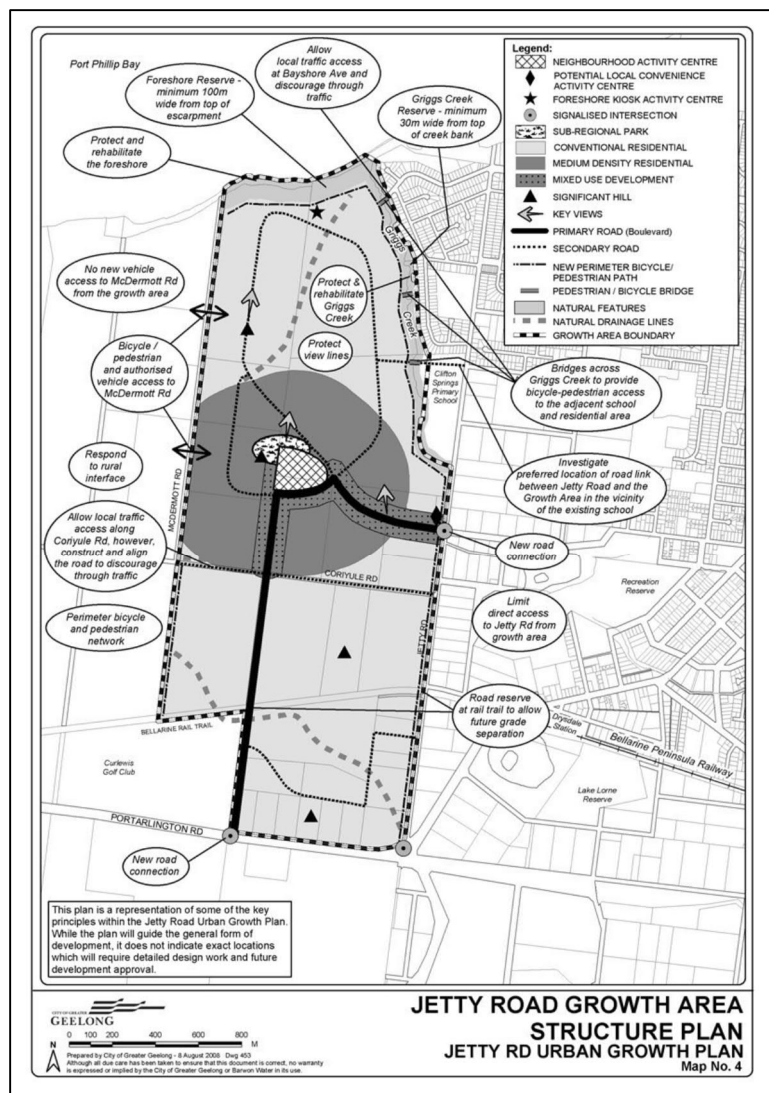 Port Phillip Bay
Allow
local traffic access
at Bayshore Ave and
discourage through
traffic
Foreshore Reserve -
minimum 100m
wide from top of
escarpment
Griggs Creek
Reserve - minimum
30m wide from top
of creek bank
Protect and
rehabilitate
the foreshore
Legend:
NEIGHBOURHOOD ACTIVITY CENTRE
POTENTIAL LOCAL CONVENIENCE
ACTIVITY CENTRE
FORESHORE KIOSK ACTIVITY CENTRE
SIGNALISED INTERSECTION
SUB-REGIONAL PARK
CONVENTIONAL RESIDENTIAL
MEDIUM DENSITY RESIDENTIAL
MIXED USE DEVELOPMENT
SIGNIFICANT HILL
KEY VIEWS
PRIMARY ROAD (Boulevard)
SECONDARY ROAD
NEW PERIMETER BICYCLE/
PEDESTRIAN PATH
PEDESTRIAN / BICYCLE BRIDGE
NATURAL FEATURES
NATURAL DRAINAGE LINES
GROWTH AREA BOUNDARY
Griggs
Creek
No new vehicle
access to McDermott Rd
from the growth area
Protect &
rehabilitate
Griggs
Creek
Protect
view lines
Bicycle /
pedestrian
and authorised
vehicle access to
McDermott Rd
Clifton
Springs
Primary
School
Bridges across
Griggs Creek to provide
bicycle-pedestrian access
to the adjacent school
and residential area
Respond
to rural
interface
MCDERMOTT RD
Investigate
preferred location of road link
between Jetty Road and the
Growth Area in the vicinity
of the existing school
Allow local traffic
access along
Coriyule Rd, however,
construct and align
the road to discourage
through traffic
New road
connection
CORIYULE RD
Recreation
Reserve
Limit
direct access
to Jetty Rd from
growth area
Perimeter bicycle
and pedestrian
network
JETTY RD
Road reserve
at rail trail to allow
future grade
separation
BELLARINE RAIL TRAIL
Drysdale
Station
Bellarine Peninsula Railway
Curlewis
Golf Club
Lake Lorne
Reserve
PORTARLINGTON RD
New road
connection
This plan is a representation of some of the key
principles within the Jetty Road Urban Growth Plan.
While the plan will guide the general form of
development, it does not indicate exact locations
which will require detailed design work and future
development approval.
CITY OF GREATER
GEELONG
N
0 100 200 400 600 800
M
Prepared by City of Greater Geelong - 8 August 2008 Dwg 453
Although all due care has been taken to ensure that this document is correct, no warranty
is expressed or implied by the City of Greater Geelong or Barwon Water in its use.
JETTY ROAD GROWTH AREA
STRUCTURE PLAN
JETTY RD URBAN GROWTH PLAN
Map No. 4